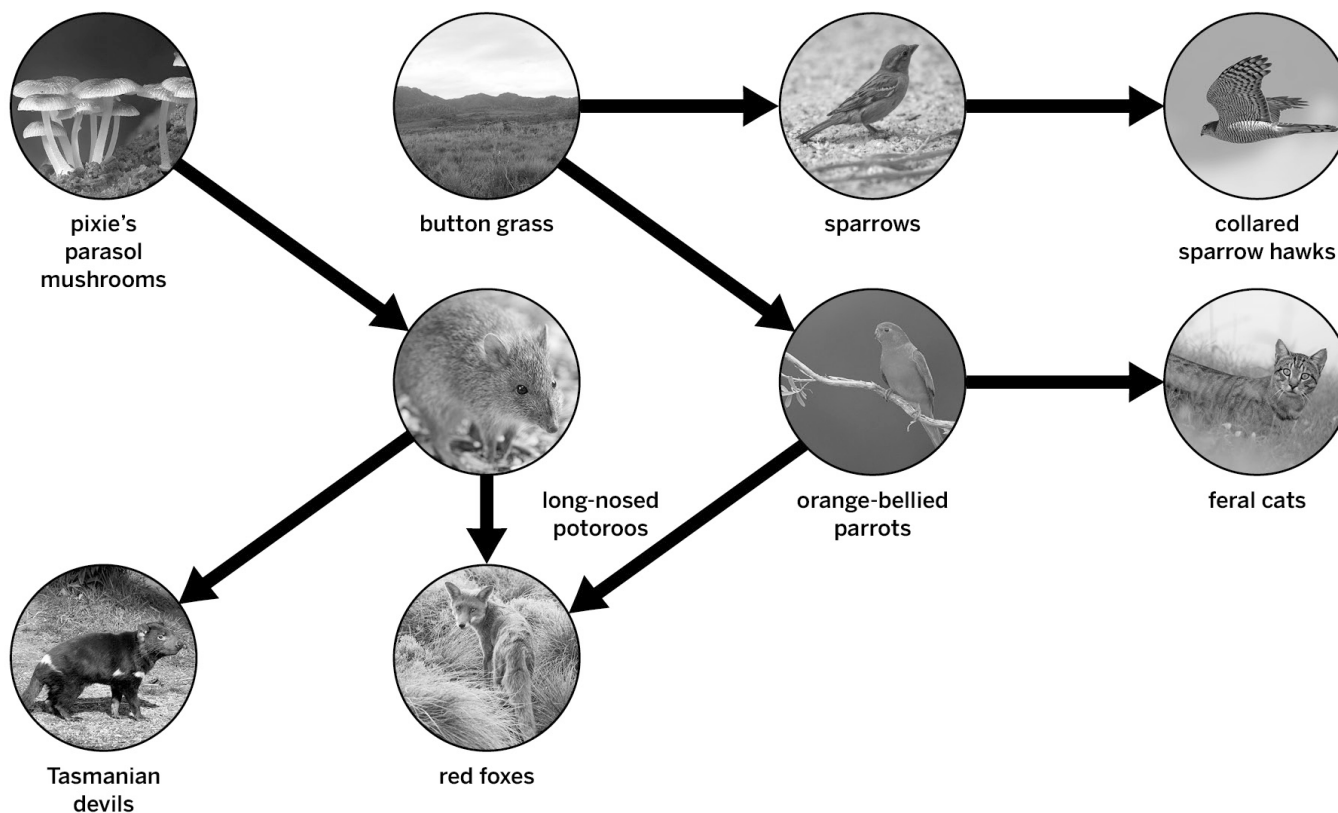 pixie’s
parasol
mushrooms
button grass
sparrows
collared
sparrow hawks
long-nosed
potoroos
orange-bellied
parrots
feral cats
Tasmanian
devils
red foxes